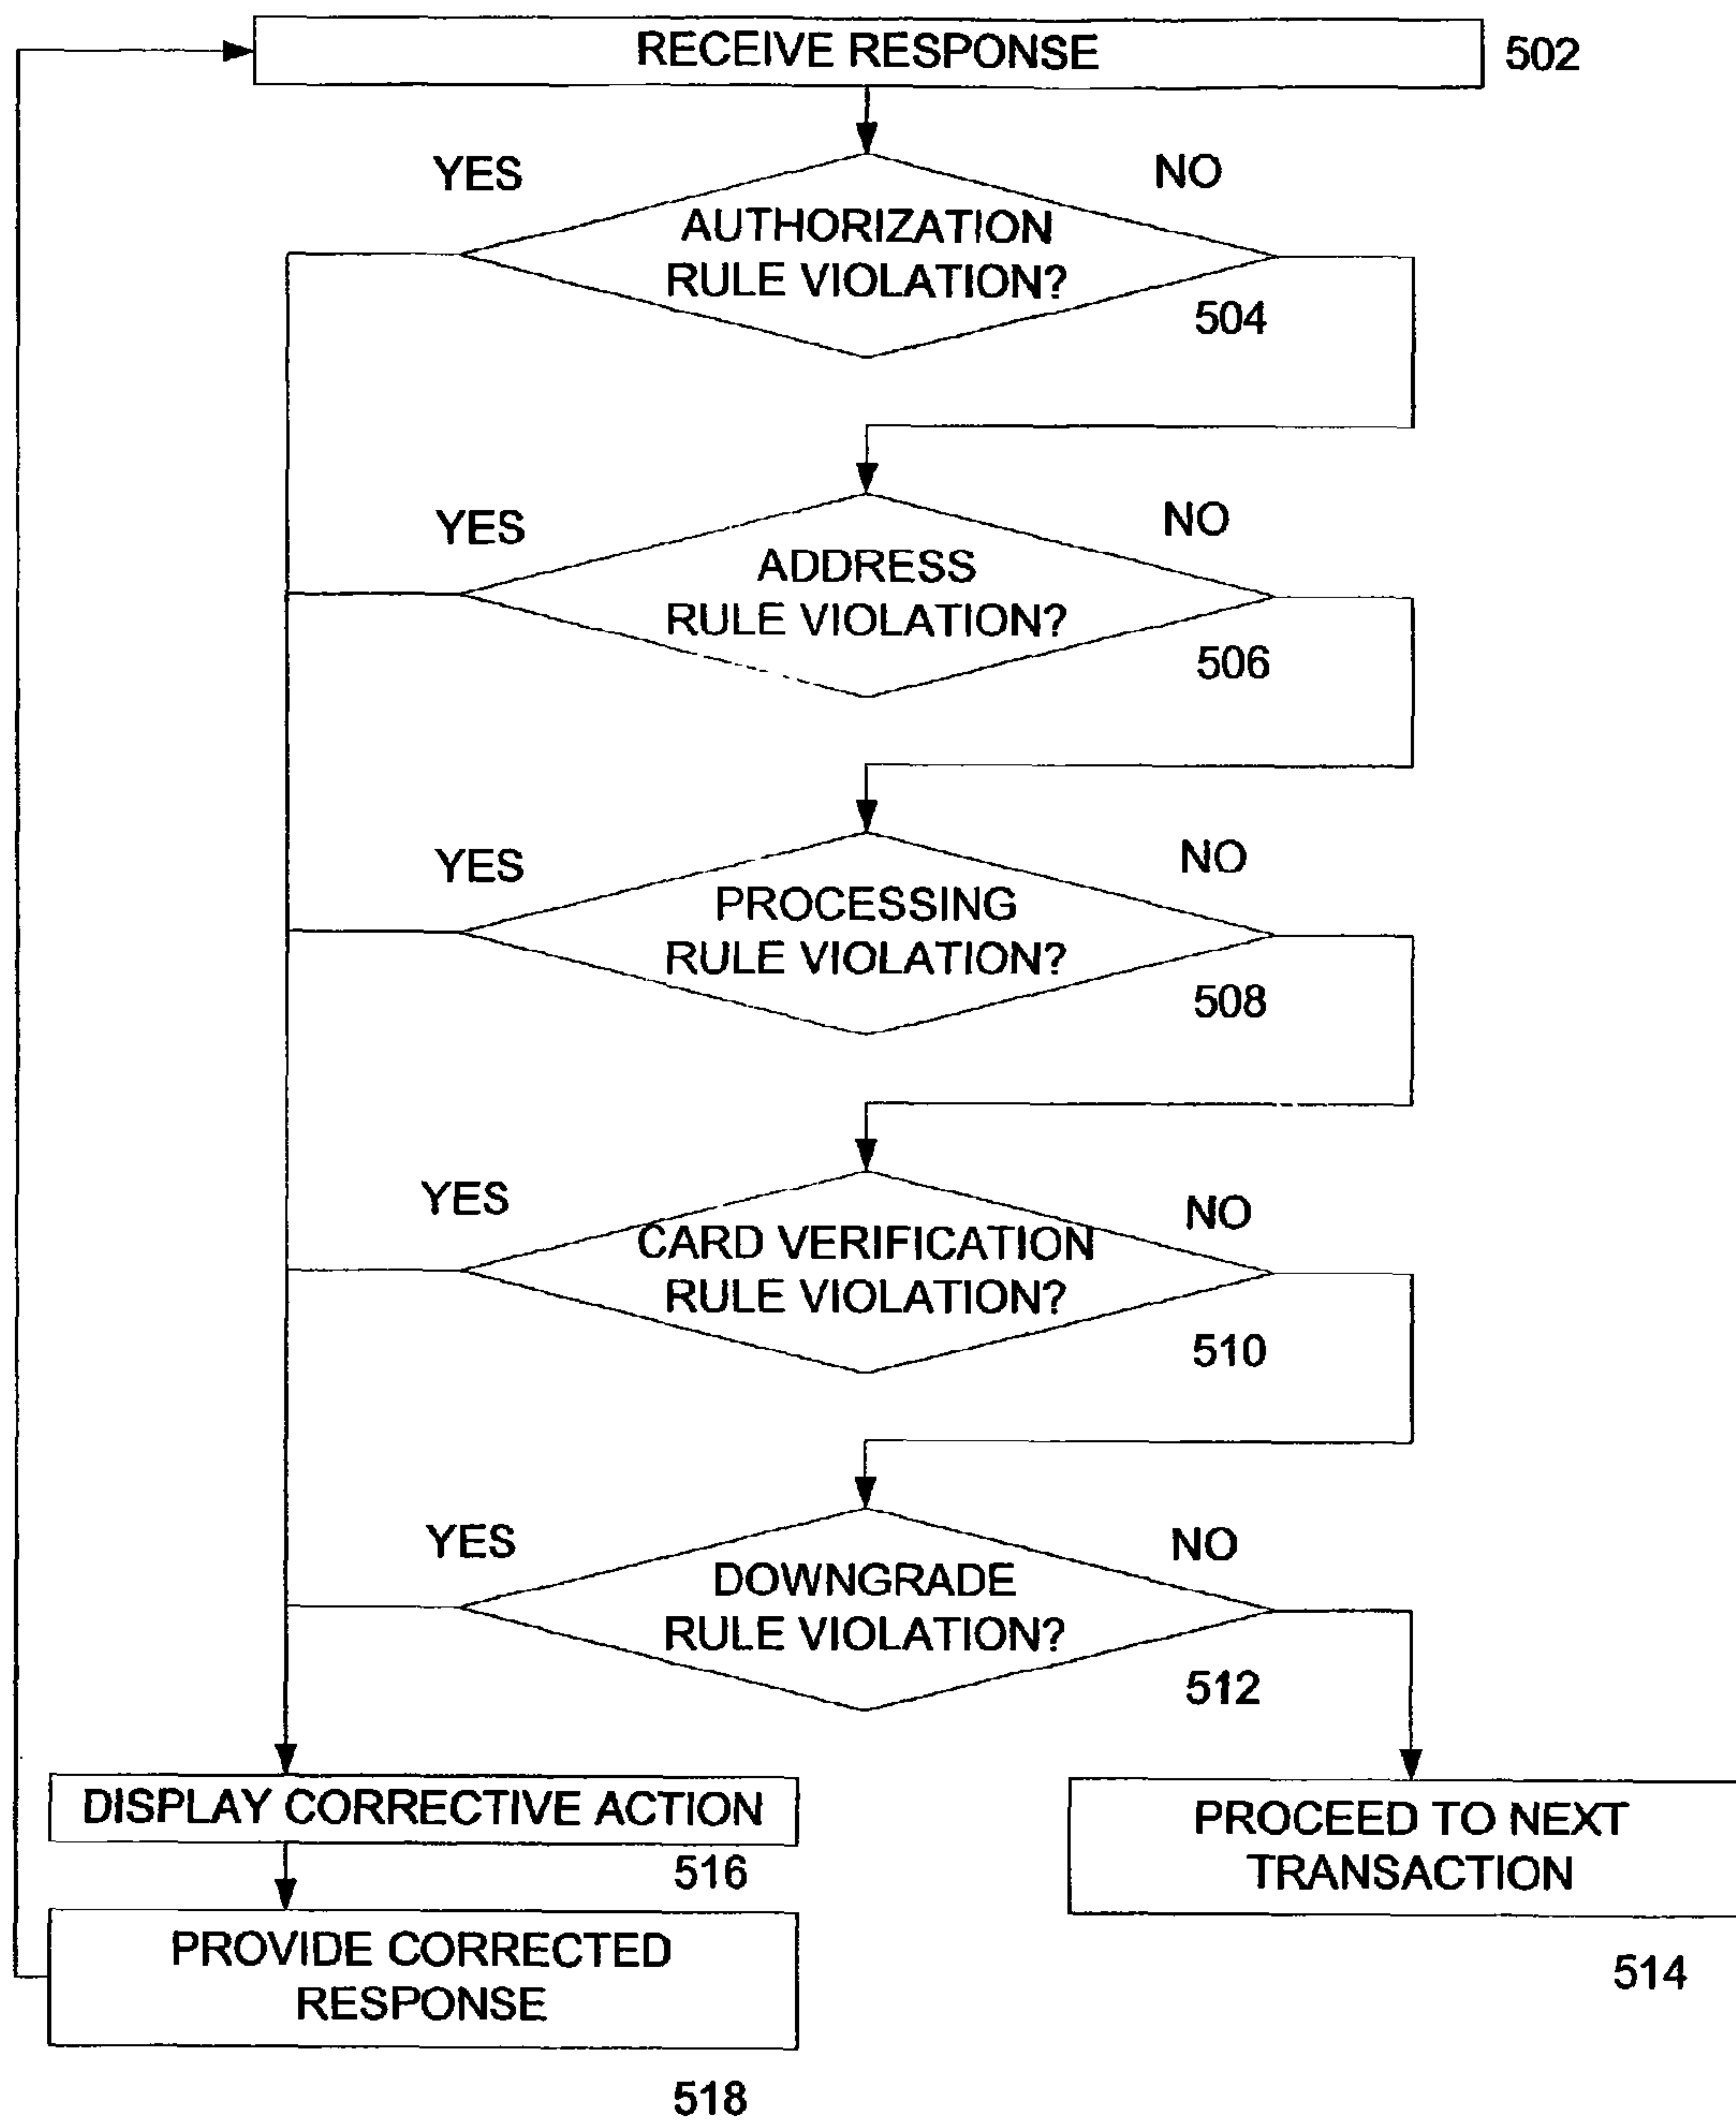 RECEIVE RESPONSE
502
YES
NO
AUTHORIZATION
RULE VIOLATION?
504
YES
NO
ADDRESS
RULE VIOLATION?
506
YES
NO
PROCESSING
RULE VIOLATION?
508
YES
NO
CARD VERIFICATION
RULE VIOLATION?
510
YES
NO
DOWNGRADE
RULE VIOLATION?
512
DISPLAY CORRECTIVE ACTION
516
PROCEED TO NEXT
TRANSACTION
514
PROVIDE CORRECTED
RESPONSE
518